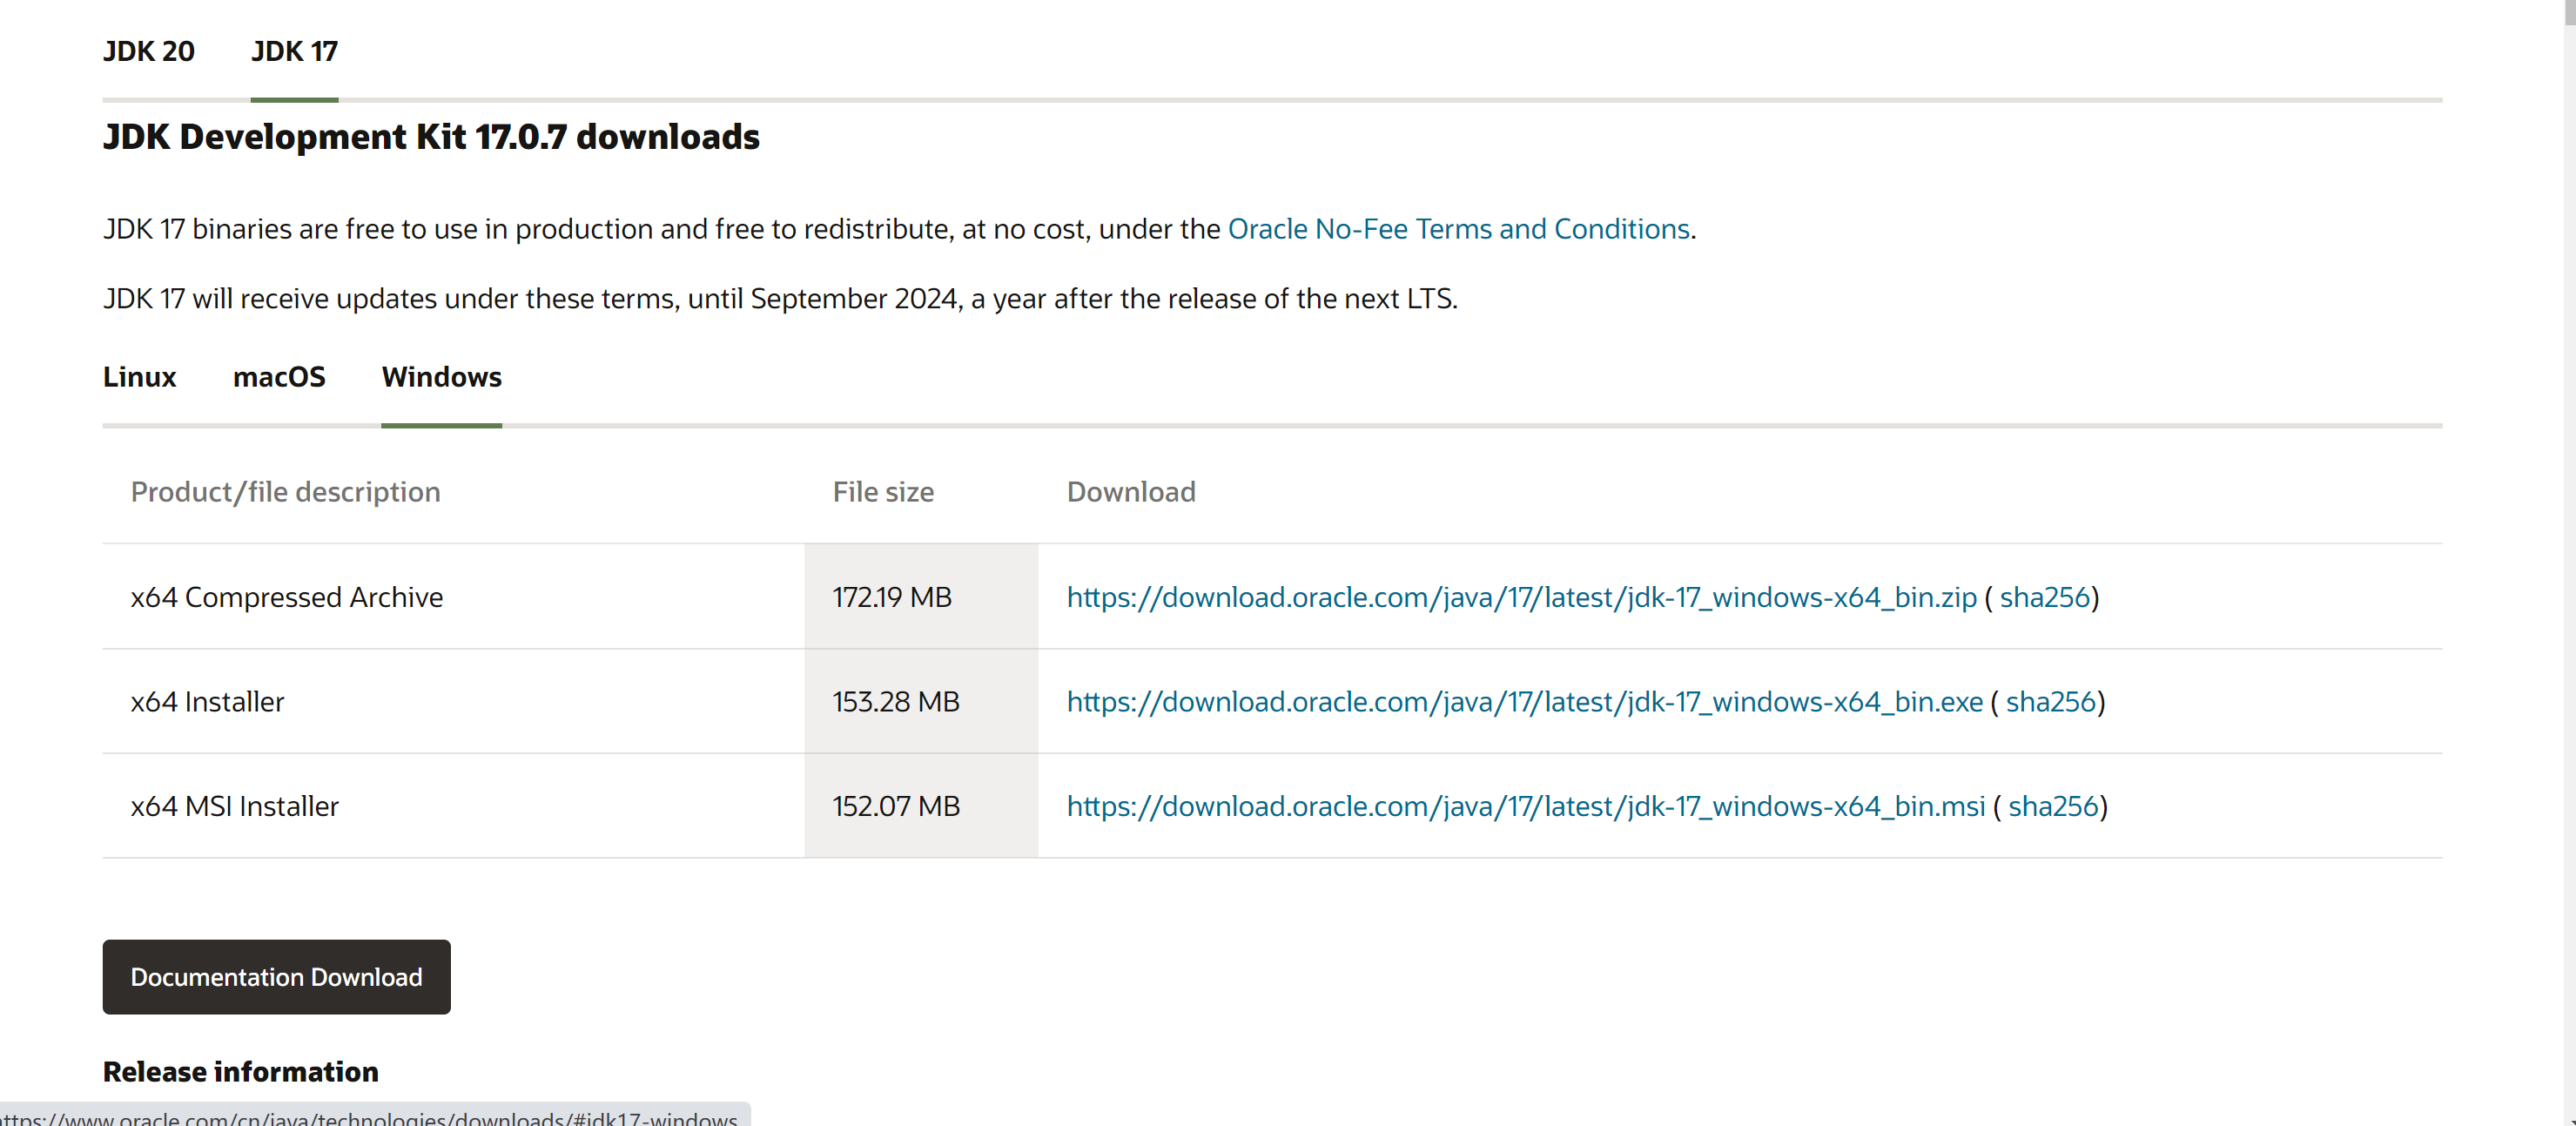 JDK 20 JDK 17
JDK Development Kit 17.0.7 downloads
JDK 17 binaries are free to use in production and free to redistribute, at no cost, under the Oracle No-Fee Terms and Conditions.
JDK 17 will receive updates under these terms, until September 2024, a year after the release of the next LTS.
Linux macOS Windows
Product/file description File size Download
x64 Compressed Archive 172.19 MB https://download.oracle.com/java/17/latest/jdk-17_windows-x64_bin.zip ( sha256)
x64 Installer 153.28 MB https://download.oracle.com/java/17/latest/jdk-17_windows-x64_bin.exe ( sha256)
x64 MSI Installer 152.07 MB https://download.oracle.com/java/17/latest/jdk-17_windows-x64_bin.msi ( sha256)
Documentation Download
Release information
ttps://www.oracle.com/cn/java/technologies/downloads/#jdk17-windows